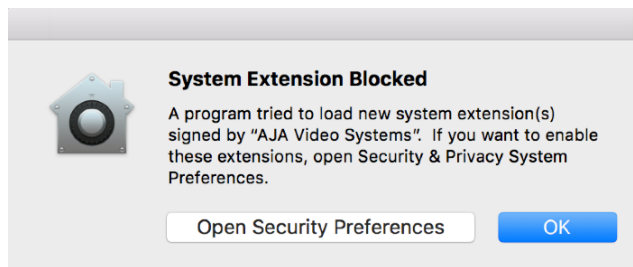 System Extension Blocked
A program tried to load new system extension(s)
signed by “AJA Video Systems”.  If you want to enable
these extensions, open Security & Privacy System
Preferences.
Open Security Preferences
OK